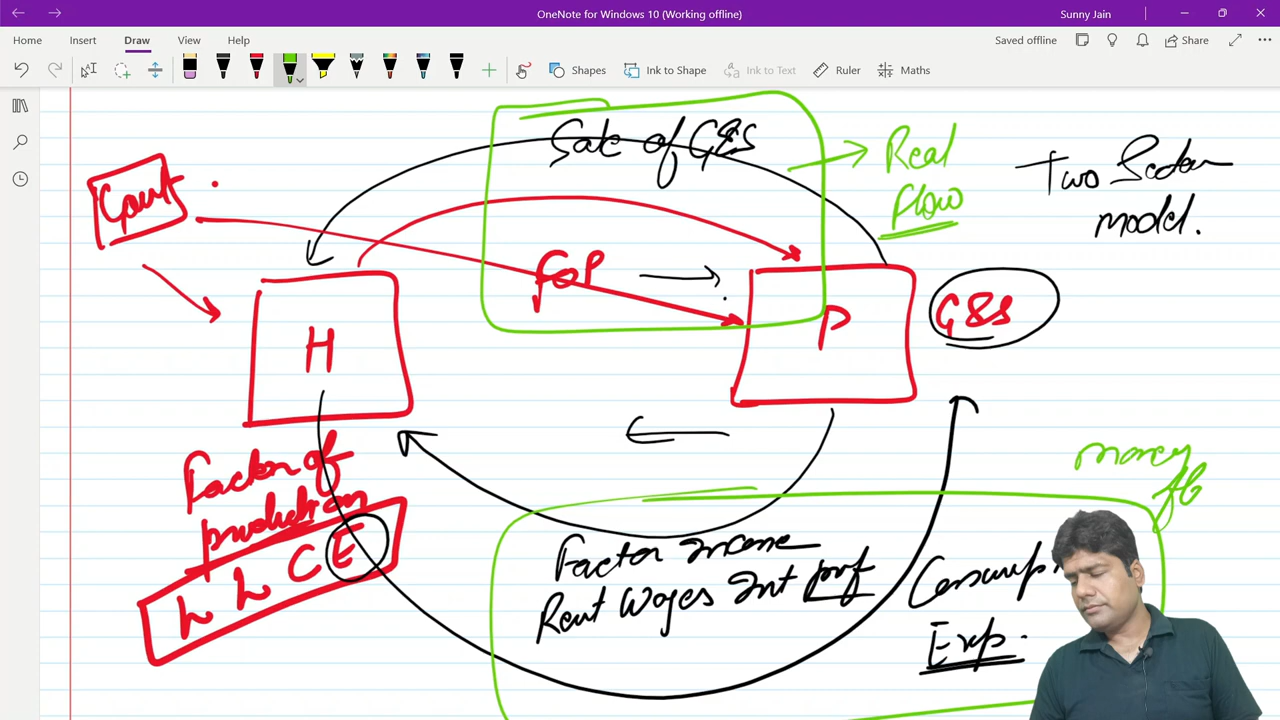 OneNote for Windows 10 (Working offline)
Sunny Jain
Home Insert Draw View Help
Saved offline
Share
Shapes
Ink to Shape
Ink to Text
Ruler
Maths
Sale of G&S
Real
flow
Two Sector
model.
Govt
FOP
H
P
G&S
Factor of
production
L L C E
money
fl
Factor Income
Rent Wages Int prof
Consump.
Exp.